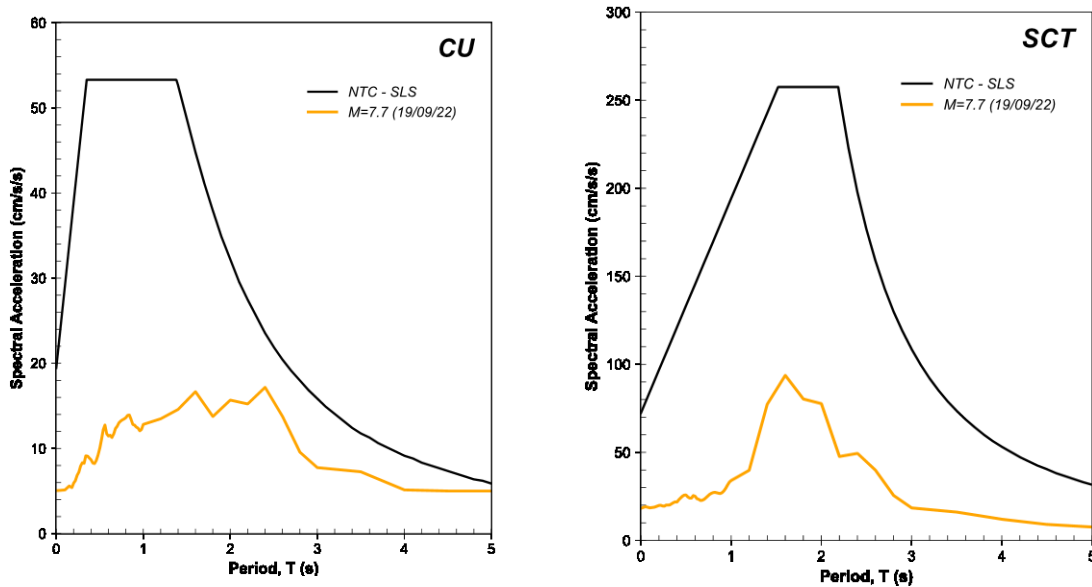 CU
NTC - SLS
M=7.7 (19/09/22)
Spectral Acceleration (cm/s/s)
60
50
40
30
20
10
0
0 1 2 3 4 5
Period, T (s)
SCT
NTC - SLS
M=7.7 (19/09/22)
Spectral Acceleration (cm/s/s)
300
250
200
150
100
50
0
0 1 2 3 4 5
Period, T (s)